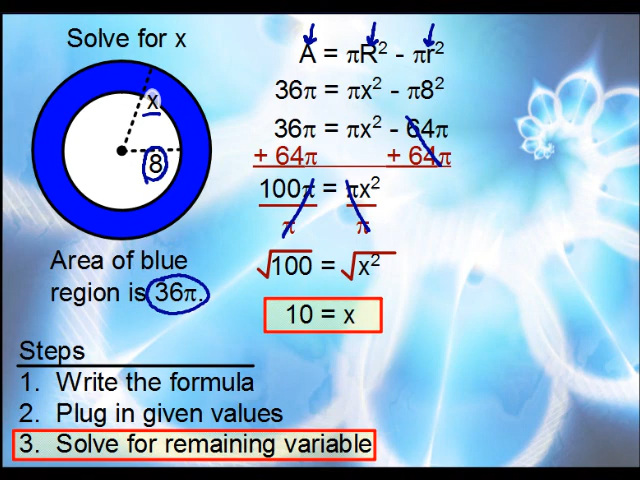 Solve for x
x
8
Area of blue
region is 36π.
A = πR² - πr²
36π = πx² - π8²
36π = πx² - 64π
+ 64π + 64π
100π = πx²
π π
√100 = √x²
10 = x
Steps
1. Write the formula
2. Plug in given values
3. Solve for remaining variable